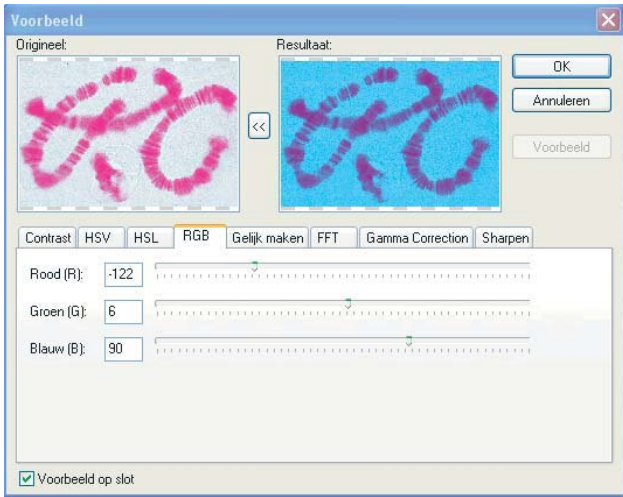 Voorbeeld
Origineel:
Resultaat:
<<
OK
Annuleren
Voorbeeld
Contrast HSV HSL RGB Gelijk maken FFT Gamma Correction Sharpen
Rood (R): -122
Groen (G): 6
Blauw (B): 90
Voorbeeld op slot